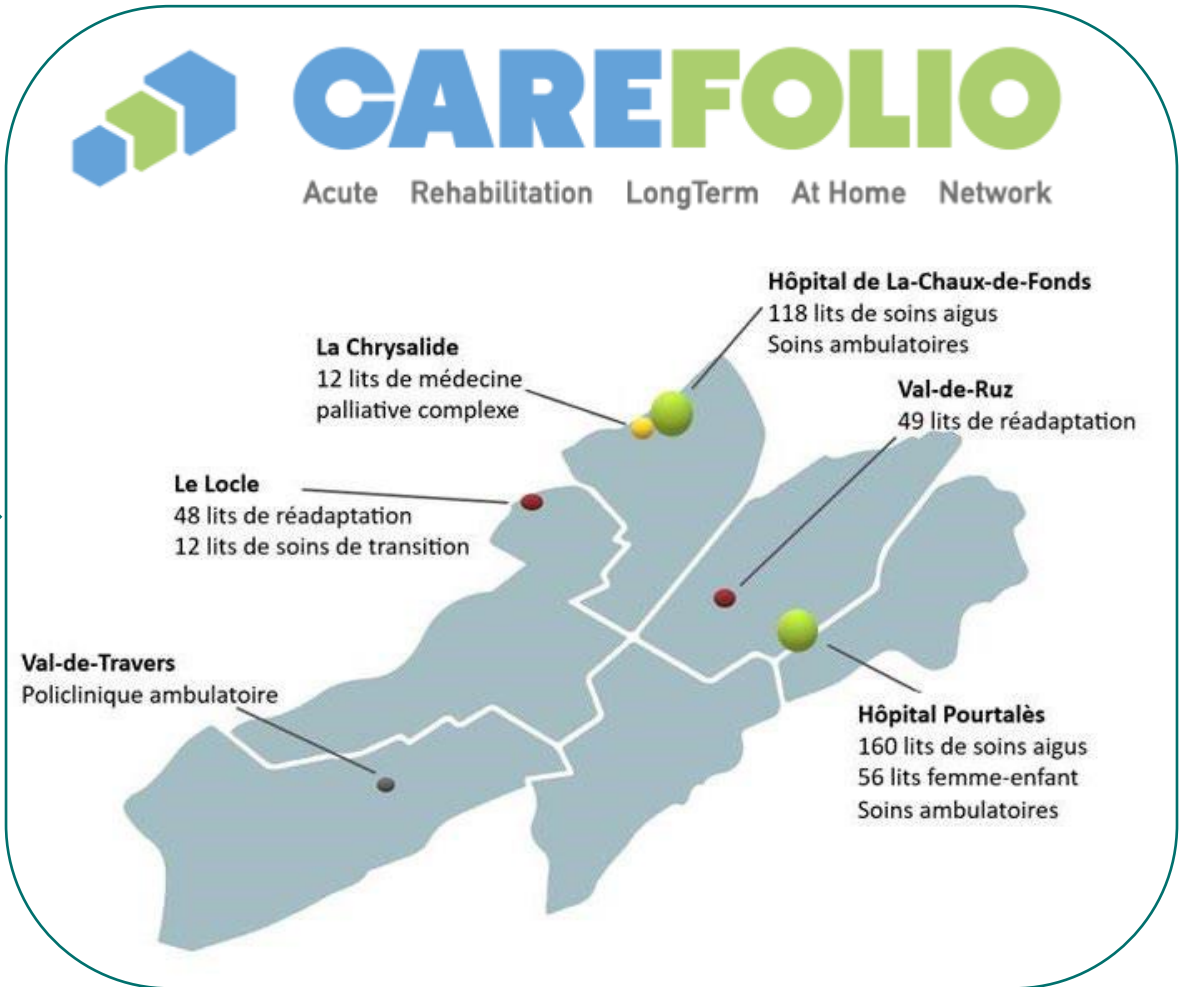 CAREFOLIO
Acute Rehabilitation LongTerm At Home Network
Hôpital de La-Chaux-de-Fonds
118 lits de soins aigus
Soins ambulatoires
La Chrysalide
12 lits de médecine
palliative complexe
Val-de-Ruz
49 lits de réadaptation
Le Locle
48 lits de réadaptation
12 lits de soins de transition
Val-de-Travers
Policlinique ambulatoire
Hôpital Pourtalès
160 lits de soins aigus
56 lits femme-enfant
Soins ambulatoires